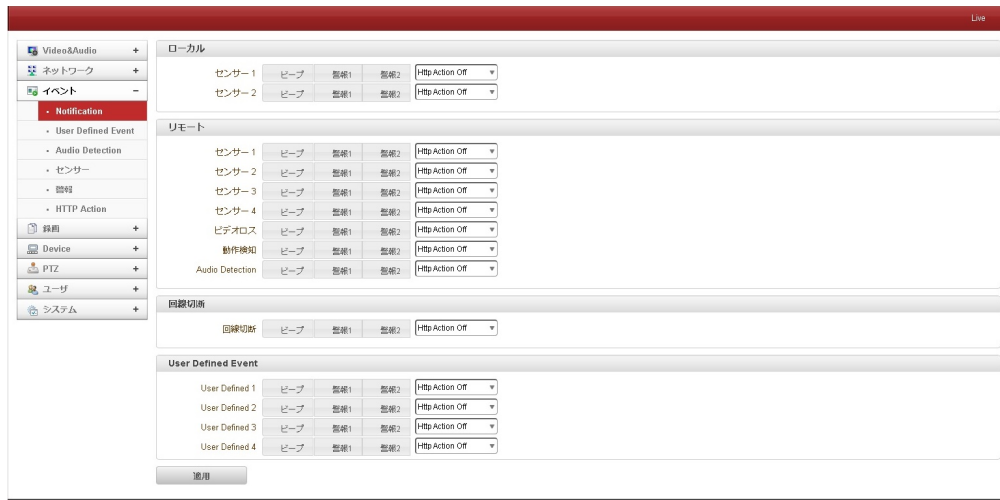 Live
Video&Audio +
ネットワーク +
イベント −
• Notification
• User Defined Event
• Audio Detection
• センサー
• 警報
• HTTP Action
録画 +
Device +
PTZ +
ユーザ +
システム +
ローカル
センサー 1 ビープ 警報1 警報2 Http Action Off
センサー 2 ビープ 警報1 警報2 Http Action Off
リモート
センサー 1 ビープ 警報1 警報2 Http Action Off
センサー 2 ビープ 警報1 警報2 Http Action Off
センサー 3 ビープ 警報1 警報2 Http Action Off
センサー 4 ビープ 警報1 警報2 Http Action Off
ビデオロス ビープ 警報1 警報2 Http Action Off
動作検知 ビープ 警報1 警報2 Http Action Off
Audio Detection ビープ 警報1 警報2 Http Action Off
回線切断
回線切断 ビープ 警報1 警報2 Http Action Off
User Defined Event
User Defined 1 ビープ 警報1 警報2 Http Action Off
User Defined 2 ビープ 警報1 警報2 Http Action Off
User Defined 3 ビープ 警報1 警報2 Http Action Off
User Defined 4 ビープ 警報1 警報2 Http Action Off
適用